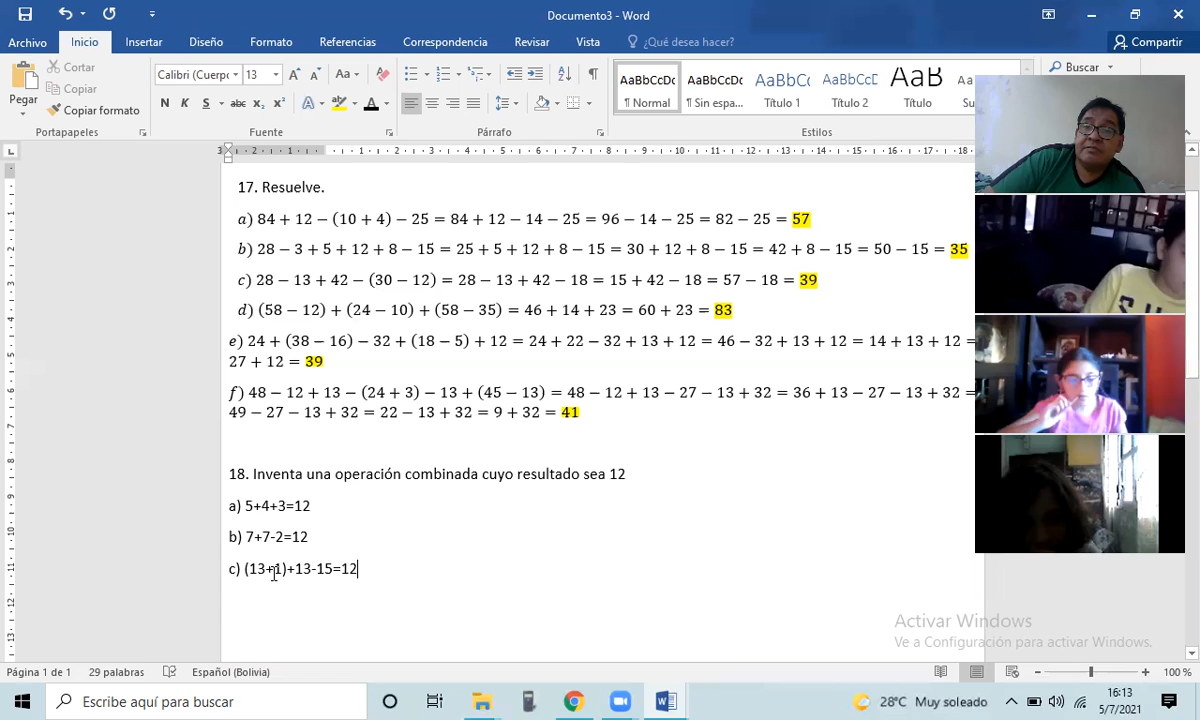 Documento3 - Word
Archivo Inicio Insertar Diseño Formato Referencias Correspondencia Revisar Vista ¿Qué desea hacer? Compartir
Pegar
Cortar
Copiar
Copiar formato
Calibri (Cuerpo 13
N K S abc x₂ x² A A
Aa
AaBbCcDc AaBbCcDc AaBbCc AaBbCcD AaB AaBbCc
¶ Normal ¶ Sin espa... Título 1 Título 2 Título Su
Buscar
Portapapeles Fuente Párrafo Estilos
17. Resuelve.
a) 84 + 12 − (10 + 4) − 25 = 84 + 12 − 14 − 25 = 96 − 14 − 25 = 82 − 25 = 57
b) 28 − 3 + 5 + 12 + 8 − 15 = 25 + 5 + 12 + 8 − 15 = 30 + 12 + 8 − 15 = 42 + 8 − 15 = 50 − 15 = 35
c) 28 − 13 + 42 − (30 − 12) = 28 − 13 + 42 − 18 = 15 + 42 − 18 = 57 − 18 = 39
d) (58 − 12) + (24 − 10) + (58 − 35) = 46 + 14 + 23 = 60 + 23 = 83
e) 24 + (38 − 16) − 32 + (18 − 5) + 12 = 24 + 22 − 32 + 13 + 12 = 46 − 32 + 13 + 12 = 14 + 13 + 12 =
27 + 12 = 39
f) 48 − 12 + 13 − (24 + 3) − 13 + (45 − 13) = 48 − 12 + 13 − 27 − 13 + 32 = 36 + 13 − 27 − 13 + 32 =
49 − 27 − 13 + 32 = 22 − 13 + 32 = 9 + 32 = 41
18. Inventa una operación combinada cuyo resultado sea 12
a) 5+4+3=12
b) 7+7-2=12
c) (13+1)+13-15=12
Activar Windows
Ve a Configuración para activar Windows.
Página 1 de 1 29 palabras Español (Bolivia) 100 %
Escribe aquí para buscar
28°C Muy soleado
16:13
5/7/2021